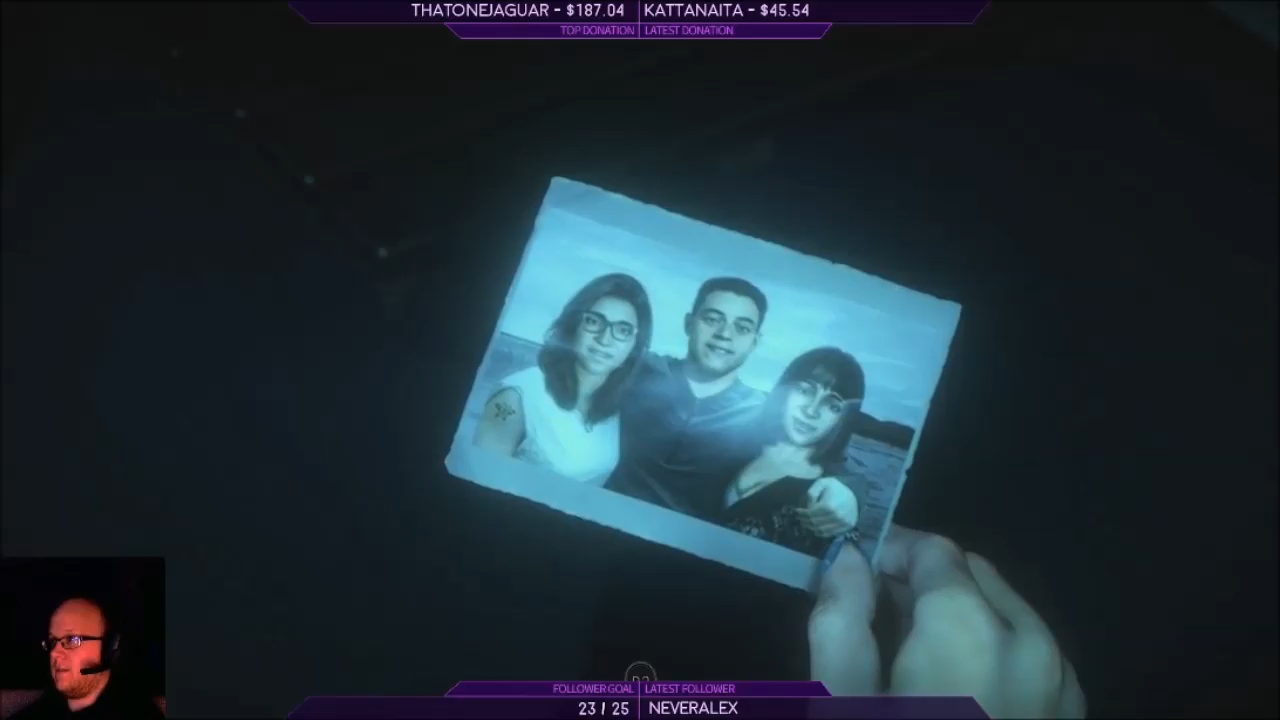 THATONEJAGUAR - $187.04 KATTANAITA - $45.54
TOP DONATION LATEST DONATION
FOLLOWER GOAL LATEST FOLLOWER
23 / 25 NEVERALEX